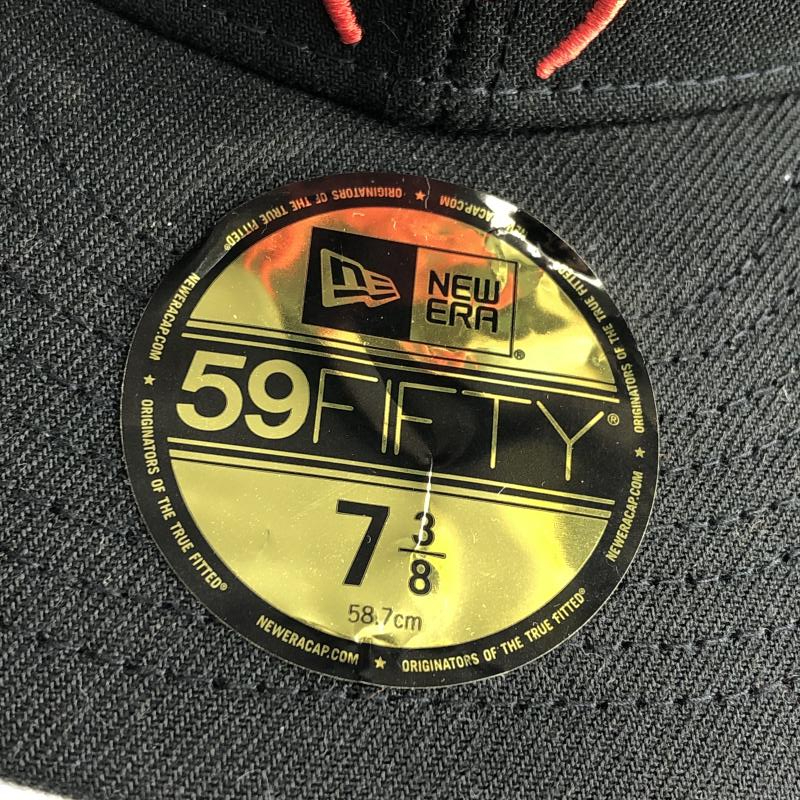 NEW
ERA®
59FIFTY®
7 3/8
58.7cm
NEWERACAP.COM ★ ORIGINATORS OF THE TRUE FITTED®
NEWERACAP.COM ★ ORIGINATORS OF THE TRUE FITTED®
ACAP.COM ★ ORIGINATORS OF THE TRUE FITTED®
NEWERACAP.COM ★ ORIGINATORS OF THE TRUE FITTED®